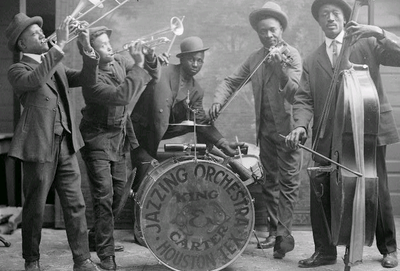 JAZZING ORCHESTRA
KING
&
CARTER
HOUSTON TEX.